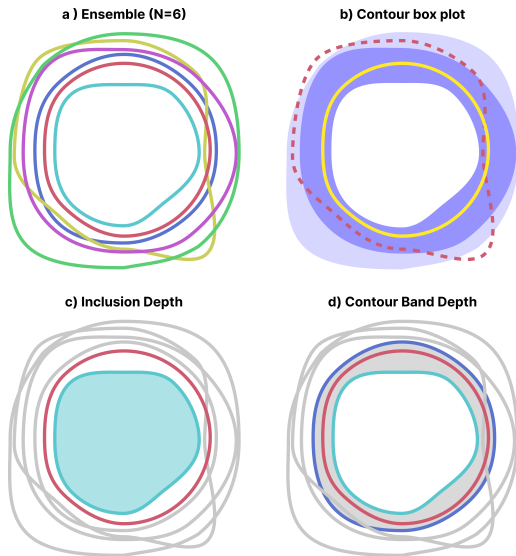 a ) Ensemble (N=6)
b) Contour box plot
c) Inclusion Depth
d) Contour Band Depth